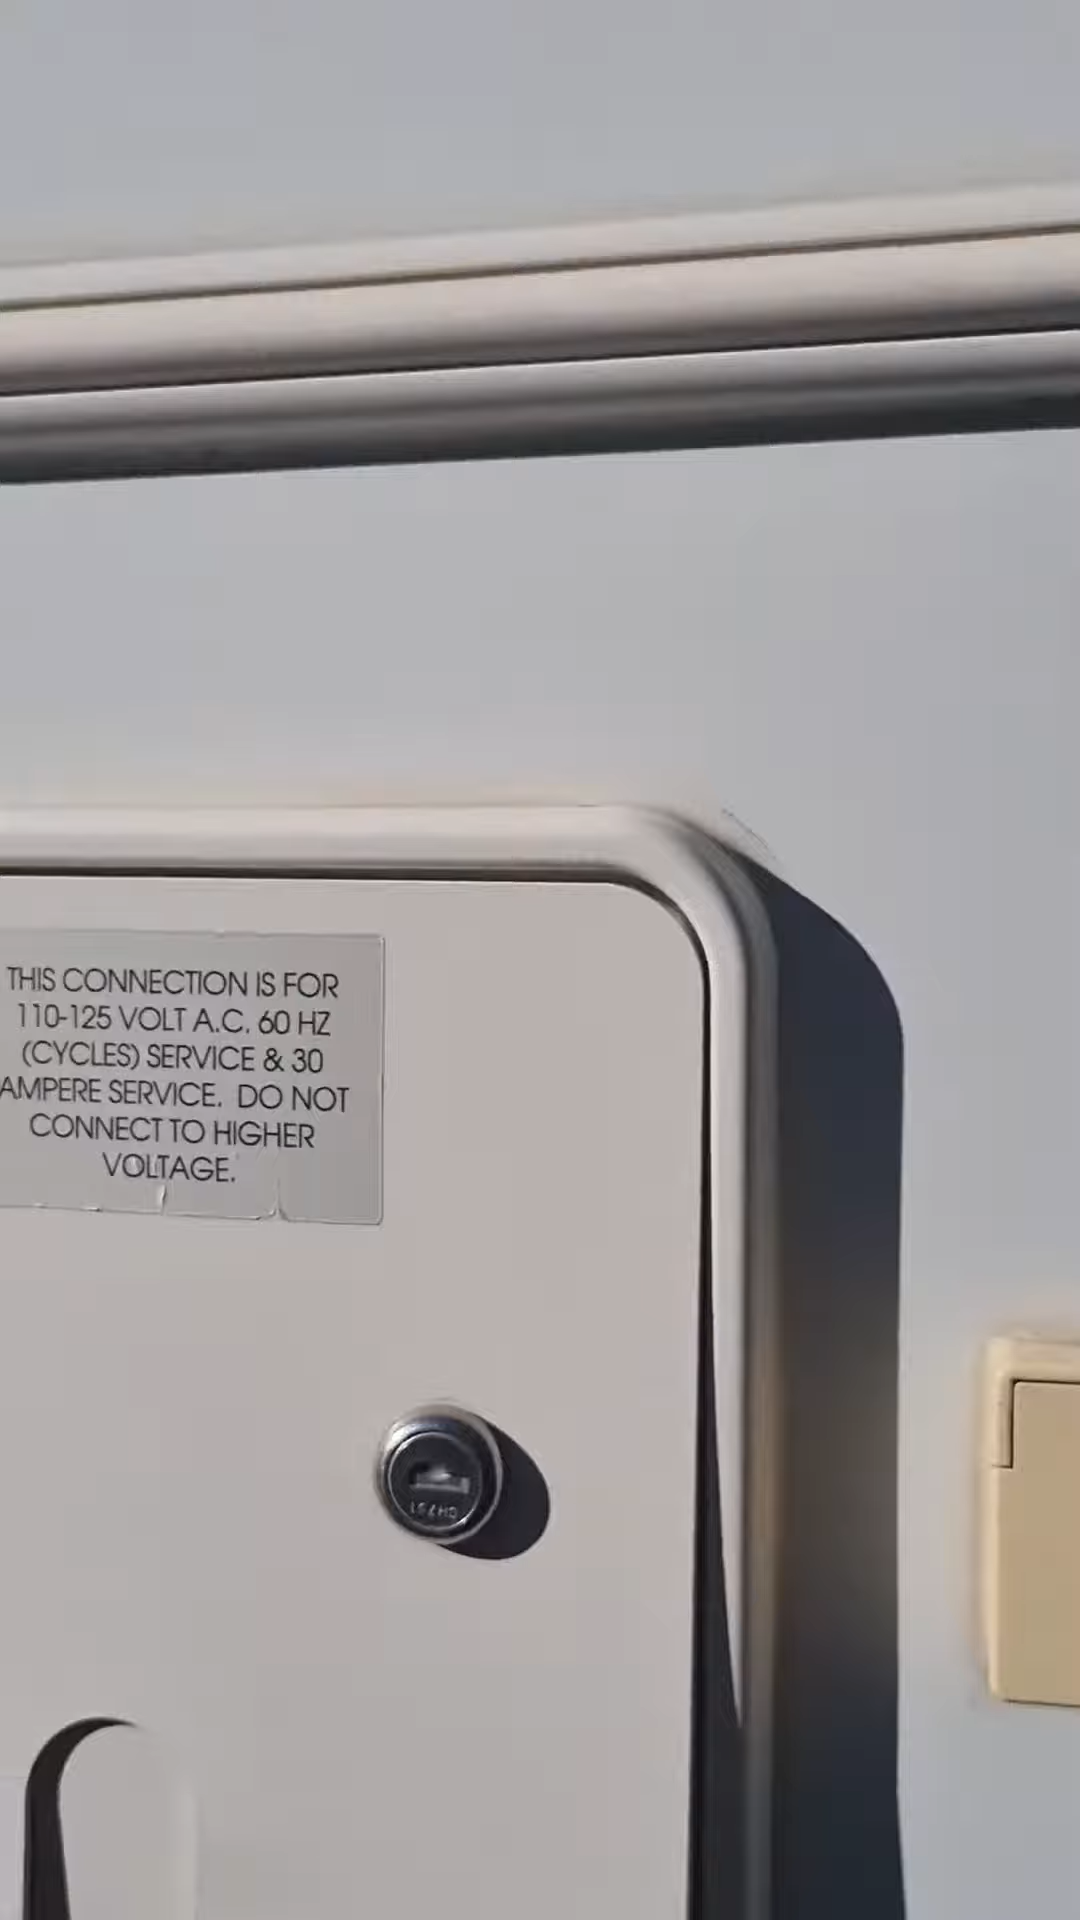 THIS CONNECTION IS FOR
110-125 VOLT A.C. 60 HZ
(CYCLES) SERVICE & 30
AMPERE SERVICE. DO NOT
CONNECT TO HIGHER
VOLTAGE.
CH751